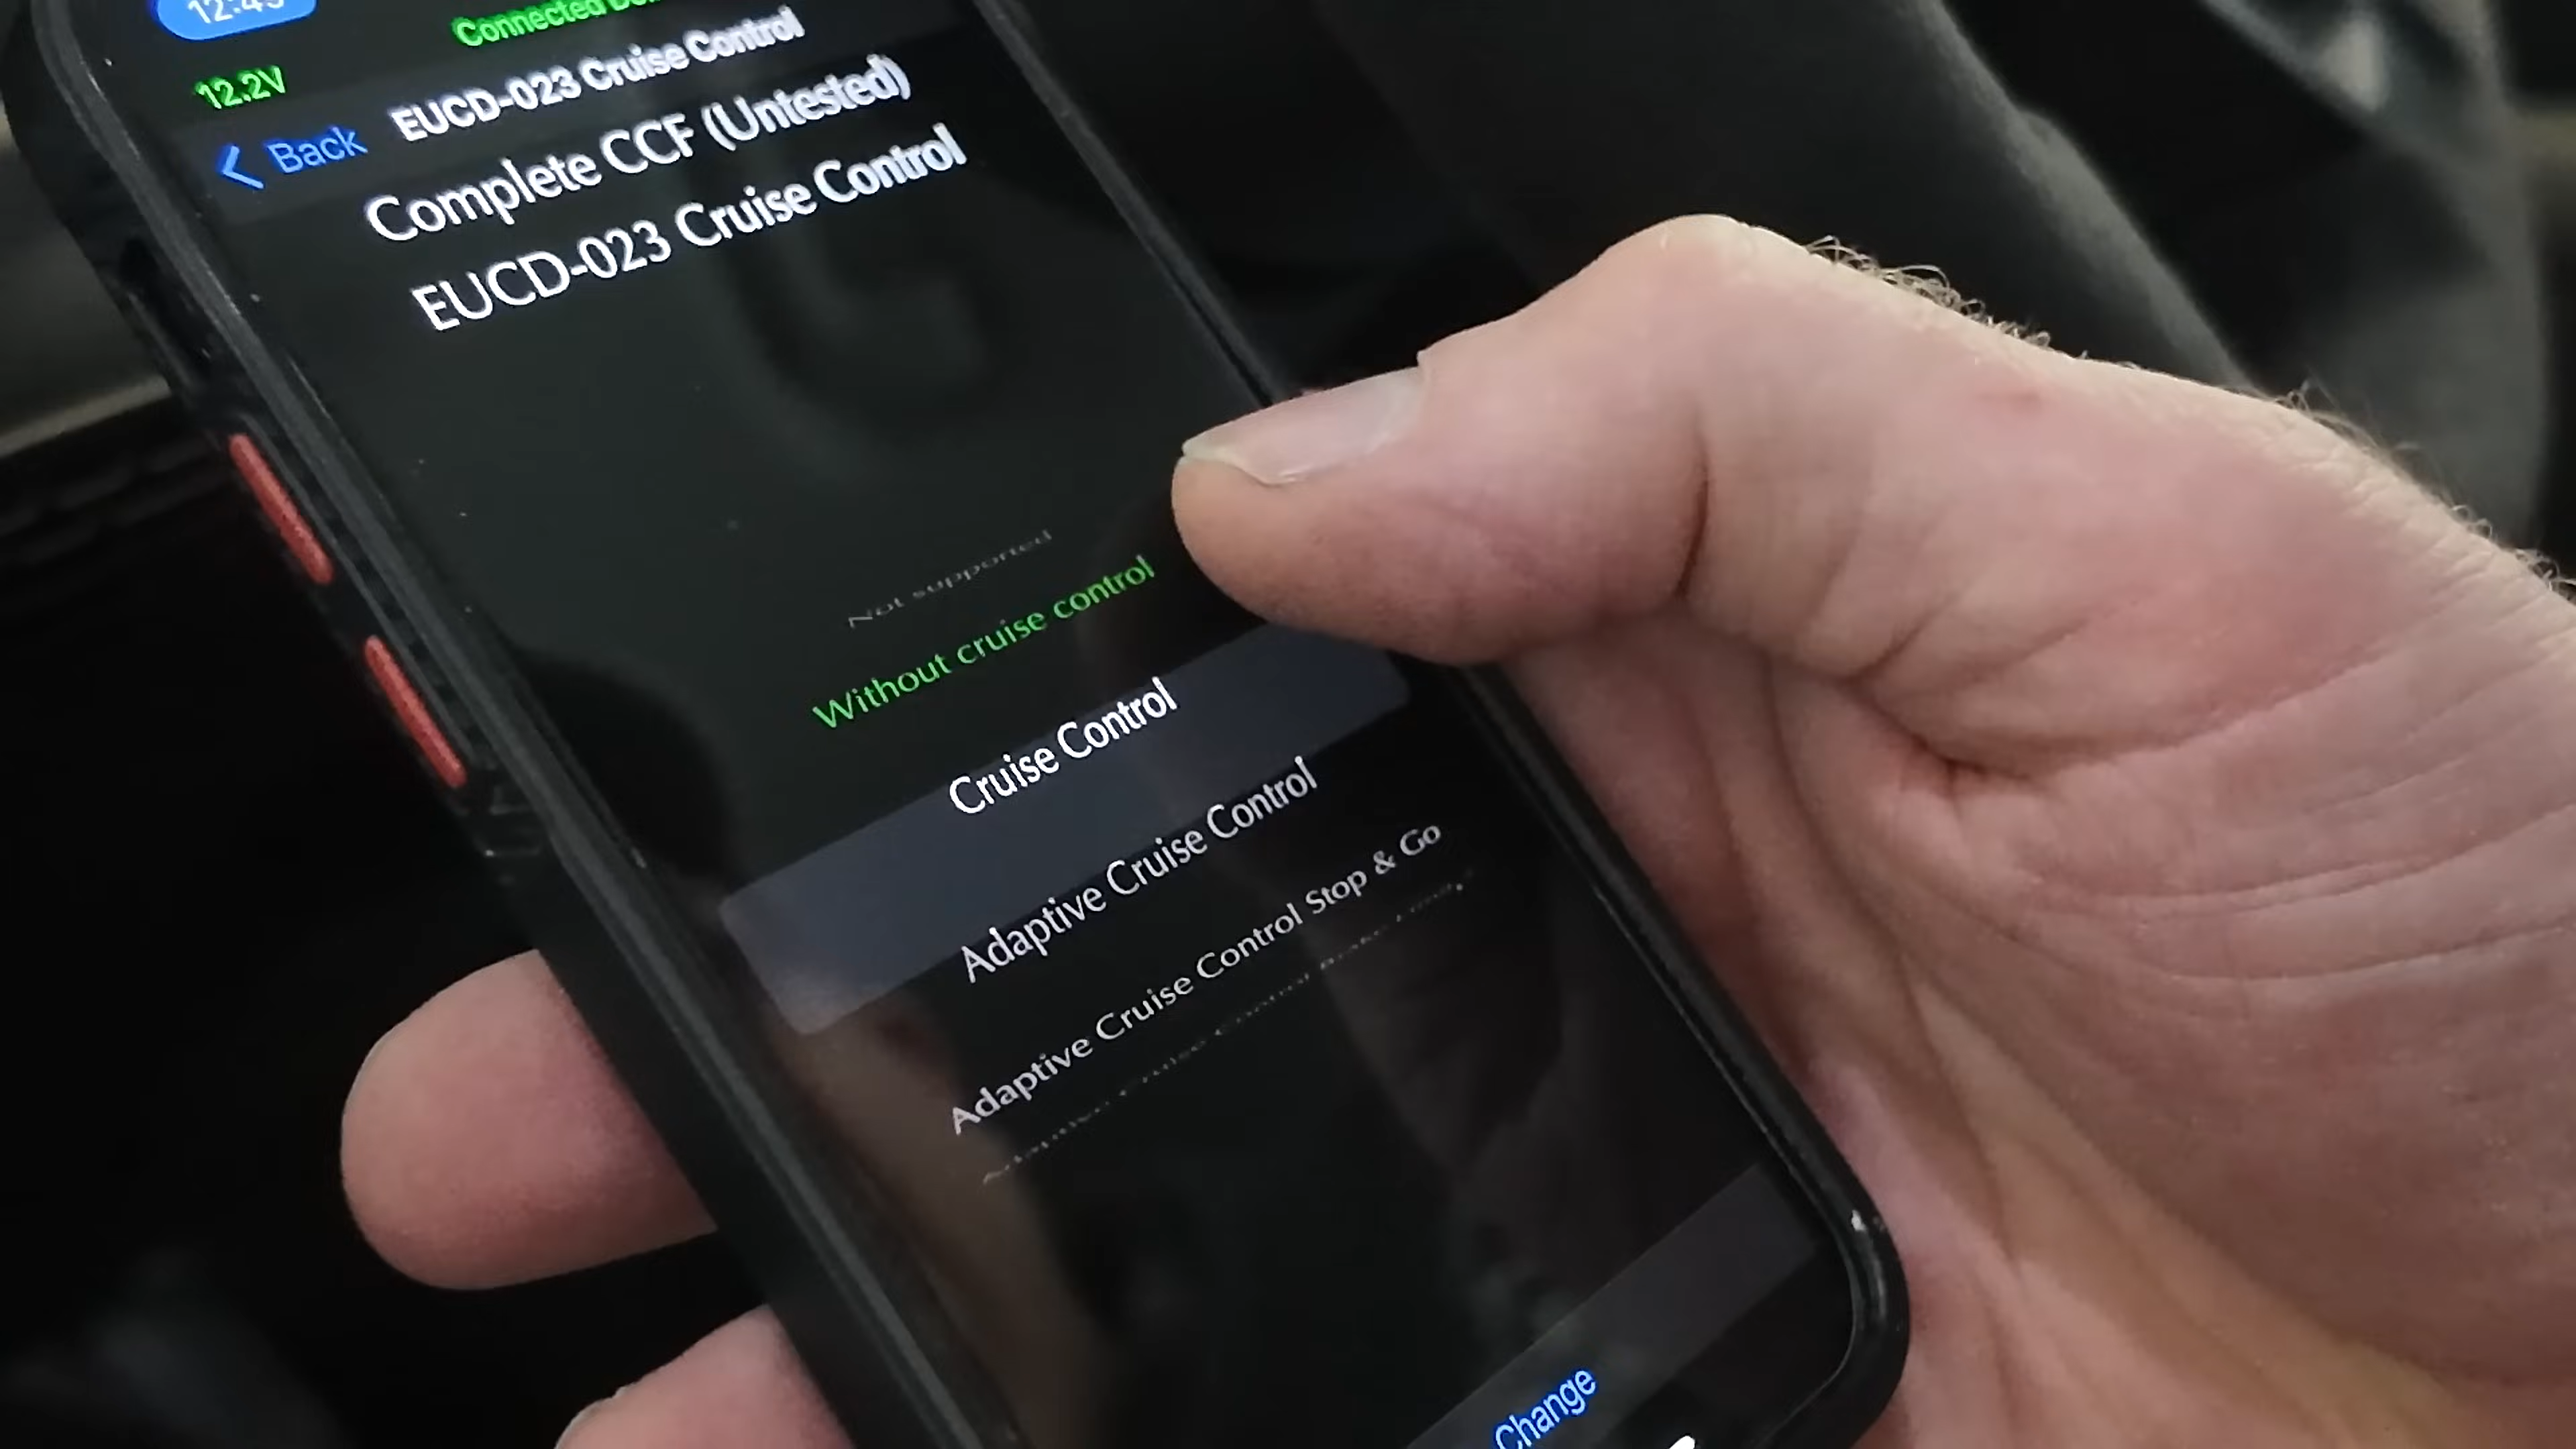 Connected
12.2V
Back
EUCD-023 Cruise Control
Complete CCF (Untested)
EUCD-023 Cruise Control
Not supported
Without cruise control
Cruise Control
Adaptive Cruise Control
Adaptive Cruise Control Stop & Go
Change